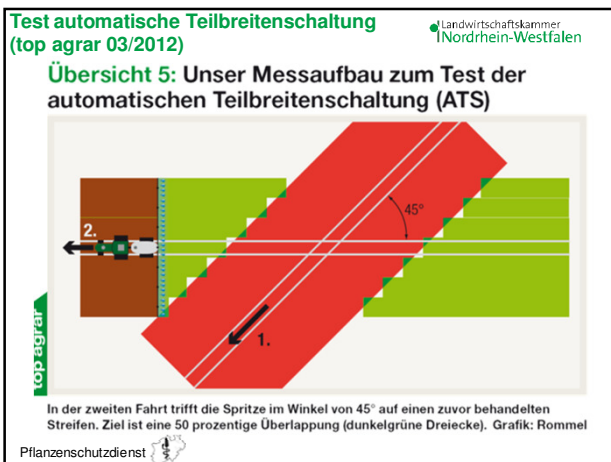 Test automatische Teilbreitenschaltung
(top agrar 03/2012)
Landwirtschaftskammer
Nordrhein-Westfalen
Übersicht 5: Unser Messaufbau zum Test der
automatischen Teilbreitenschaltung (ATS)
45°
2.
1.
top agrar
In der zweiten Fahrt trifft die Spritze im Winkel von 45° auf einen zuvor behandelten
Streifen. Ziel ist eine 50 prozentige Überlappung (dunkelgrüne Dreiecke). Grafik: Rommel
Pflanzenschutzdienst